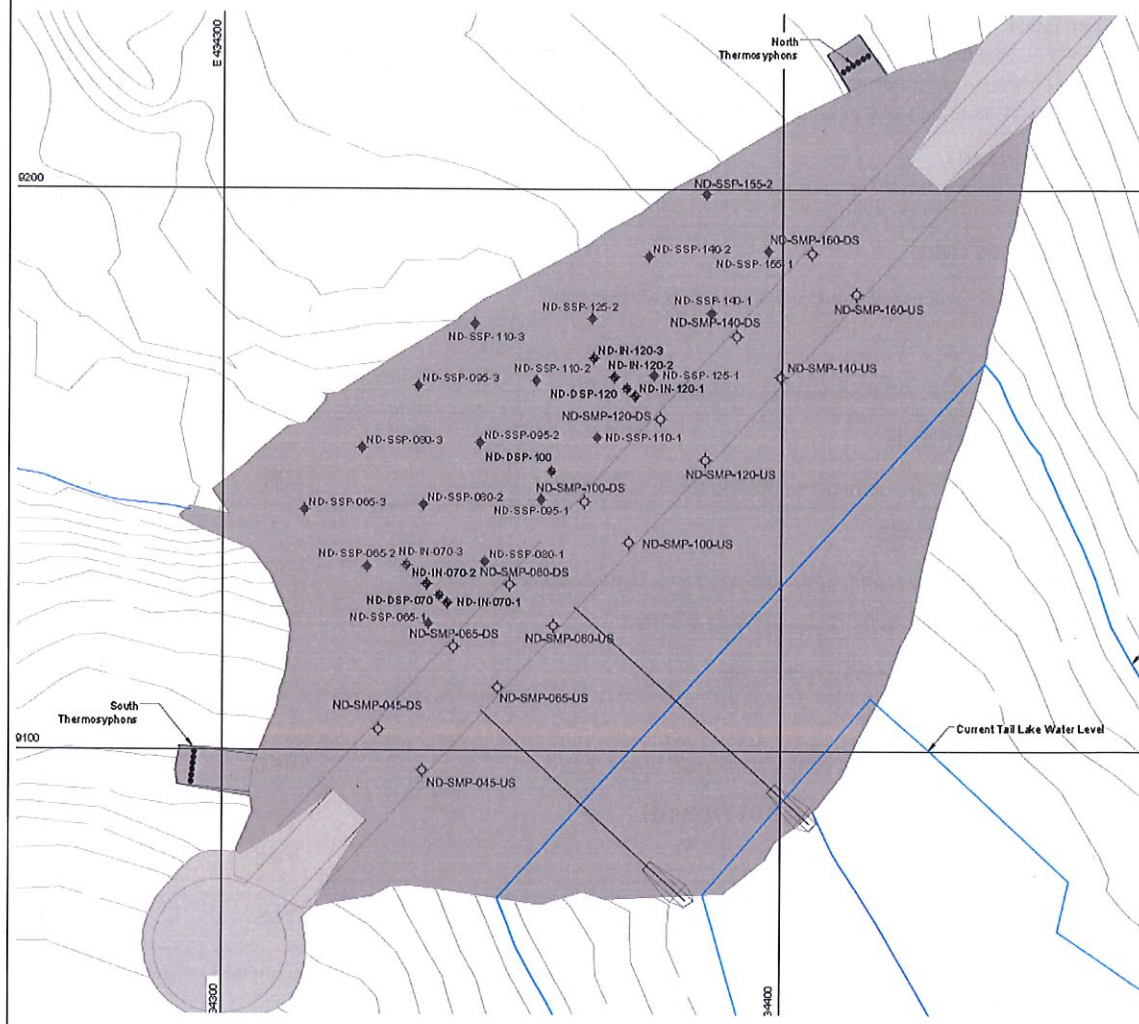 E 434300
North
Thermosyphons
9200
ND-SSP-155-2
ND-SMP-160-DS
ND-SSP-140-2
ND-SSP-155-1
ND-SMP-160-US
ND-SSP-125-2
ND-SSP-140-1
ND-SMP-140-DS
ND-SSP-110-3
ND-IN-120-3
ND-IN-120-2
ND-SSP-110-2
ND-SSP-125-1
ND-SMP-140-US
ND-SSP-095-3
ND-DSP-120
ND-IN-120-1
ND-SMP-120-DS
ND-SSP-080-3
ND-SSP-095-2
ND-SSP-110-1
ND-DSP-100
ND-SMP-120-US
ND-SMP-100-DS
ND-SSP-065-3
ND-SSP-080-2
ND-SSP-095-1
ND-SMP-100-US
ND-SSP-065-2
ND-IN-070-3
ND-SSP-080-1
ND-IN-070-2
ND-SMP-080-DS
ND-DSP-070
ND-IN-070-1
ND-SSP-065-1
ND-SMP-065-DS
ND-SMP-080-US
ND-SMP-065-US
South
Thermosyphons
ND-SMP-045-DS
Current Tail Lake Water Level
9100
ND-SMP-045-US
34300
34400